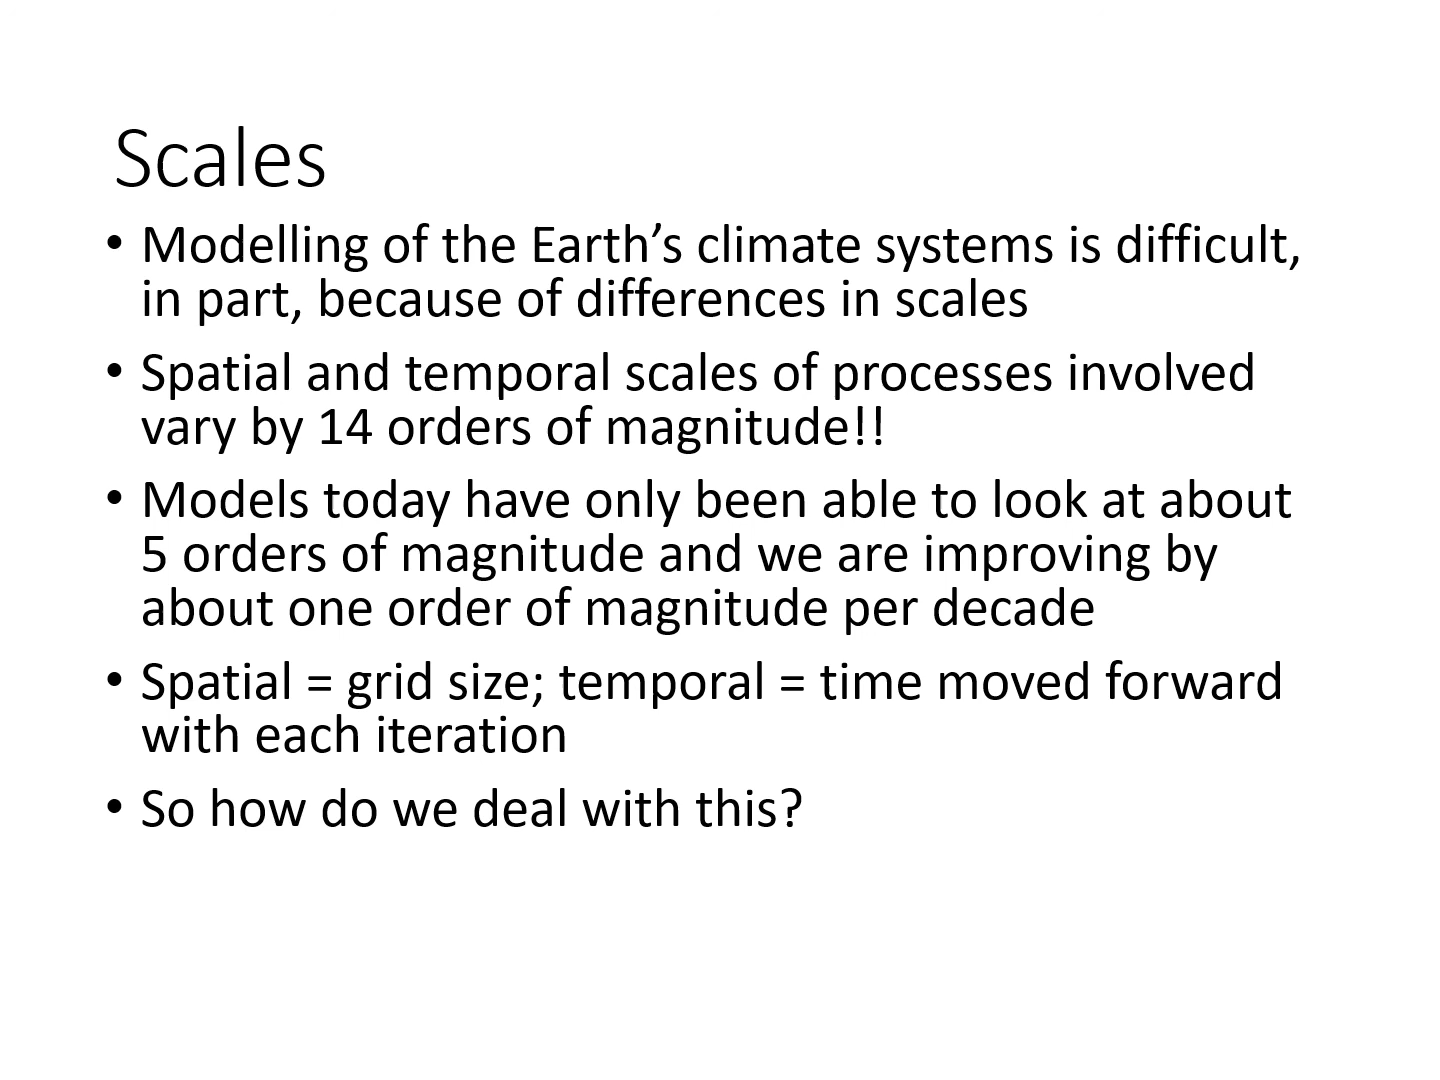 Scales
• Modelling of the Earth’s climate systems is difficult,
in part, because of differences in scales
• Spatial and temporal scales of processes involved
vary by 14 orders of magnitude!!
• Models today have only been able to look at about
5 orders of magnitude and we are improving by
about one order of magnitude per decade
• Spatial = grid size; temporal = time moved forward
with each iteration
• So how do we deal with this?